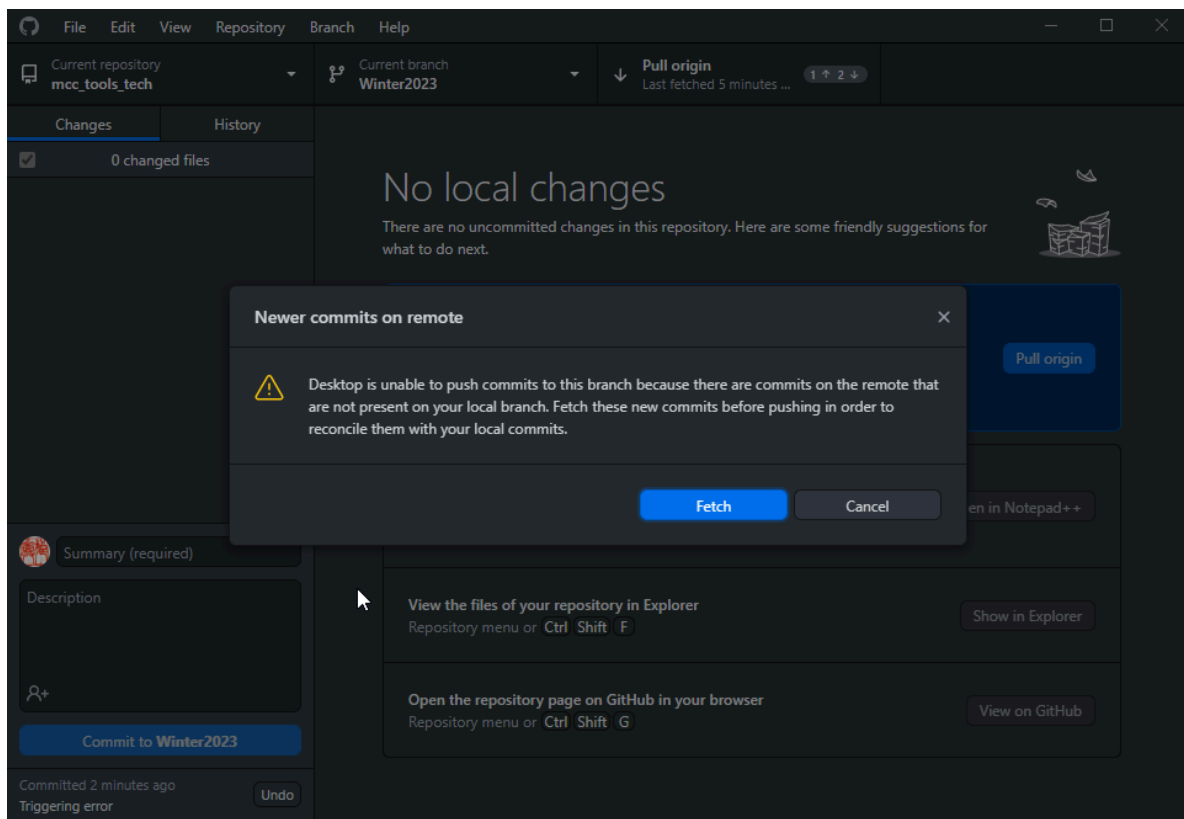 File Edit View Repository Branch Help
Current repository
mcc_tools_tech
Current branch
Winter2023
Pull origin
Last fetched 5 minutes ...
1 ↑ 2 ↓
Changes History
0 changed files
No local changes
There are no uncommitted changes in this repository. Here are some friendly suggestions for
what to do next.
Pull origin
Newer commits on remote
Desktop is unable to push commits to this branch because there are commits on the remote that
are not present on your local branch. Fetch these new commits before pushing in order to
reconcile them with your local commits.
Fetch Cancel
en in Notepad++
View the files of your repository in Explorer
Repository menu or Ctrl Shift F
Show in Explorer
Open the repository page on GitHub in your browser
Repository menu or Ctrl Shift G
View on GitHub
Summary (required)
Description
Commit to Winter2023
Committed 2 minutes ago
Triggering error
Undo